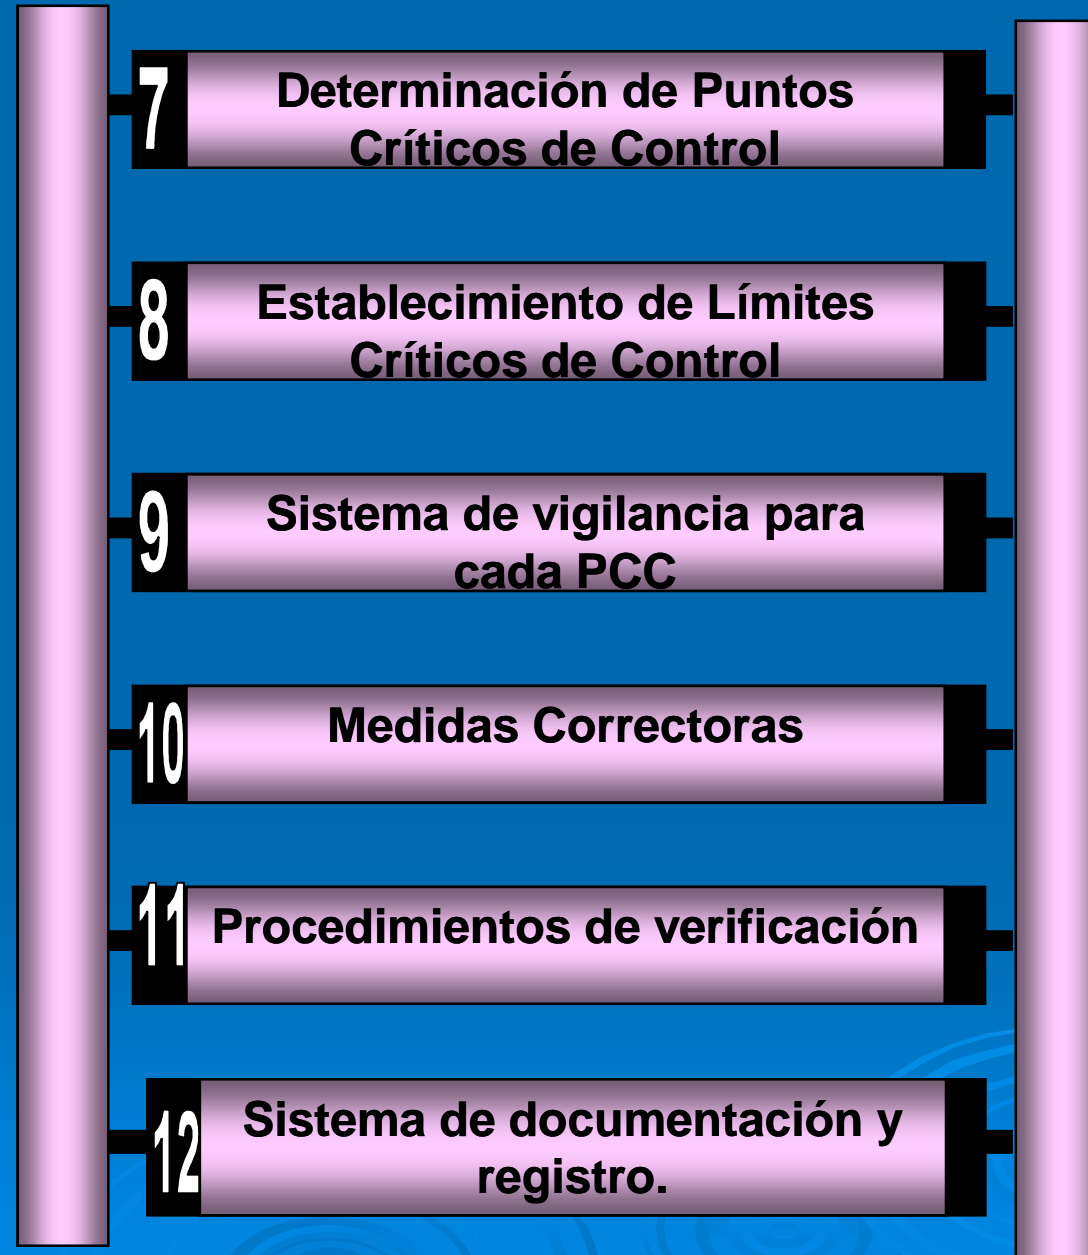 7
Determinación de Puntos
Críticos de Control
8
Establecimiento de Límites
Críticos de Control
9
Sistema de vigilancia para
cada PCC
10
Medidas Correctoras
11
Procedimientos de verificación
12
Sistema de documentación y
registro.